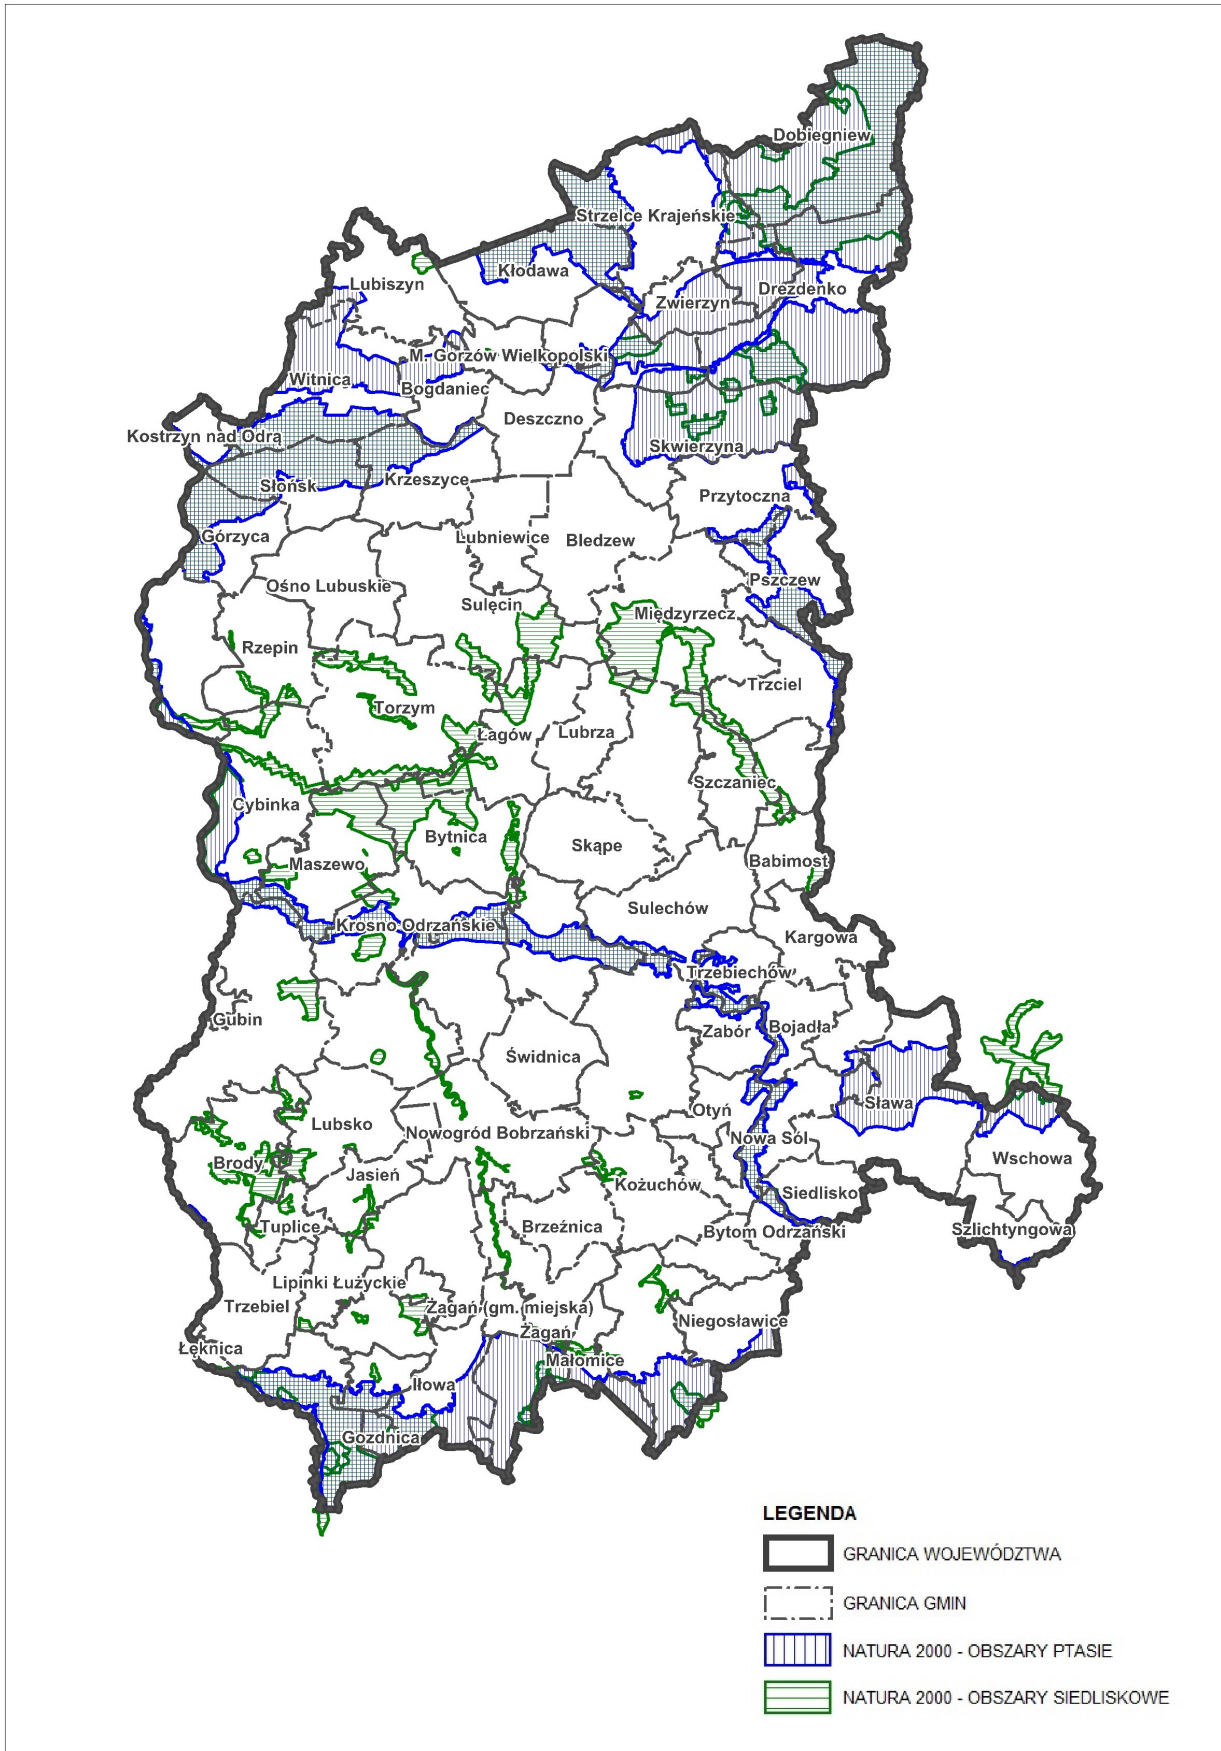 Dobiegniew
Strzelce Krajeńskie
Kłodawa
Lubiszyn
Drezdenko
Zwierzyn
M. Gorzów Wielkopolski
Witnica
Bogdaniec
Deszczno
Kostrzyn nad Odrą
Skwierzyna
Krzeszyce
Słońsk
Przytoczna
Górzyca
Lubniewice
Bledzew
Pszczew
Ośno Lubuskie
Sulęcin
Międzyrzecz
Rzepin
Trzciel
Torzym
Łagów
Lubrza
Szczaniec
Cybinka
Bytnica
Skąpe
Maszewo
Babimost
Sulechów
Krosno Odrzańskie
Kargowa
Trzebiechów
Gubin
Zabór
Bojadła
Świdnica
Sława
Otyń
Lubsko
Nowogród Bobrzański
Nowa Sól
Wschowa
Brody
Jasień
Kożuchów
Siedlisko
Tuplice
Brzeźnica
Bytom Odrzański
Szlichtyngowa
Lipinki Łużyckie
Trzebiel
Żagań (gm. miejska)
Niegosławice
Żagań
Łęknica
Małomice
Iłowa
Gozdnica
LEGENDA
GRANICA WOJEWÓDZTWA
GRANICA GMIN
NATURA 2000 - OBSZARY PTASIE
NATURA 2000 - OBSZARY SIEDLISKOWE